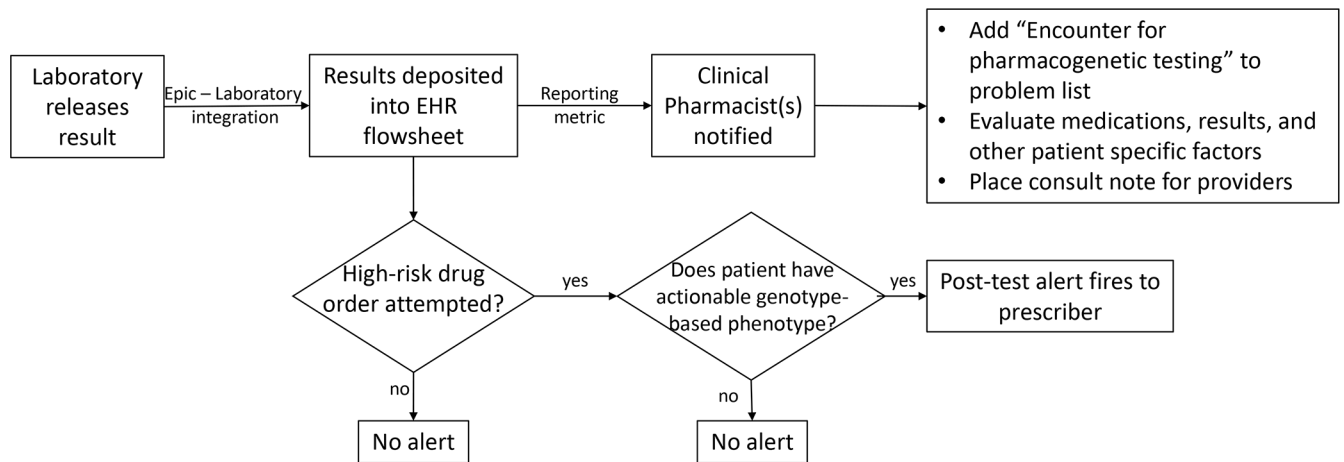 Laboratory
releases
result
Epic – Laboratory
integration
Results deposited
into EHR
flowsheet
Reporting
metric
Clinical
Pharmacist(s)
notified
• Add “Encounter for
pharmacogenetic testing” to
problem list
• Evaluate medications, results, and
other patient specific factors
• Place consult note for providers
High-risk drug
order attempted?
yes
Does patient have
actionable genotype-
based phenotype?
yes
Post-test alert fires to
prescriber
no
No alert
no
No alert